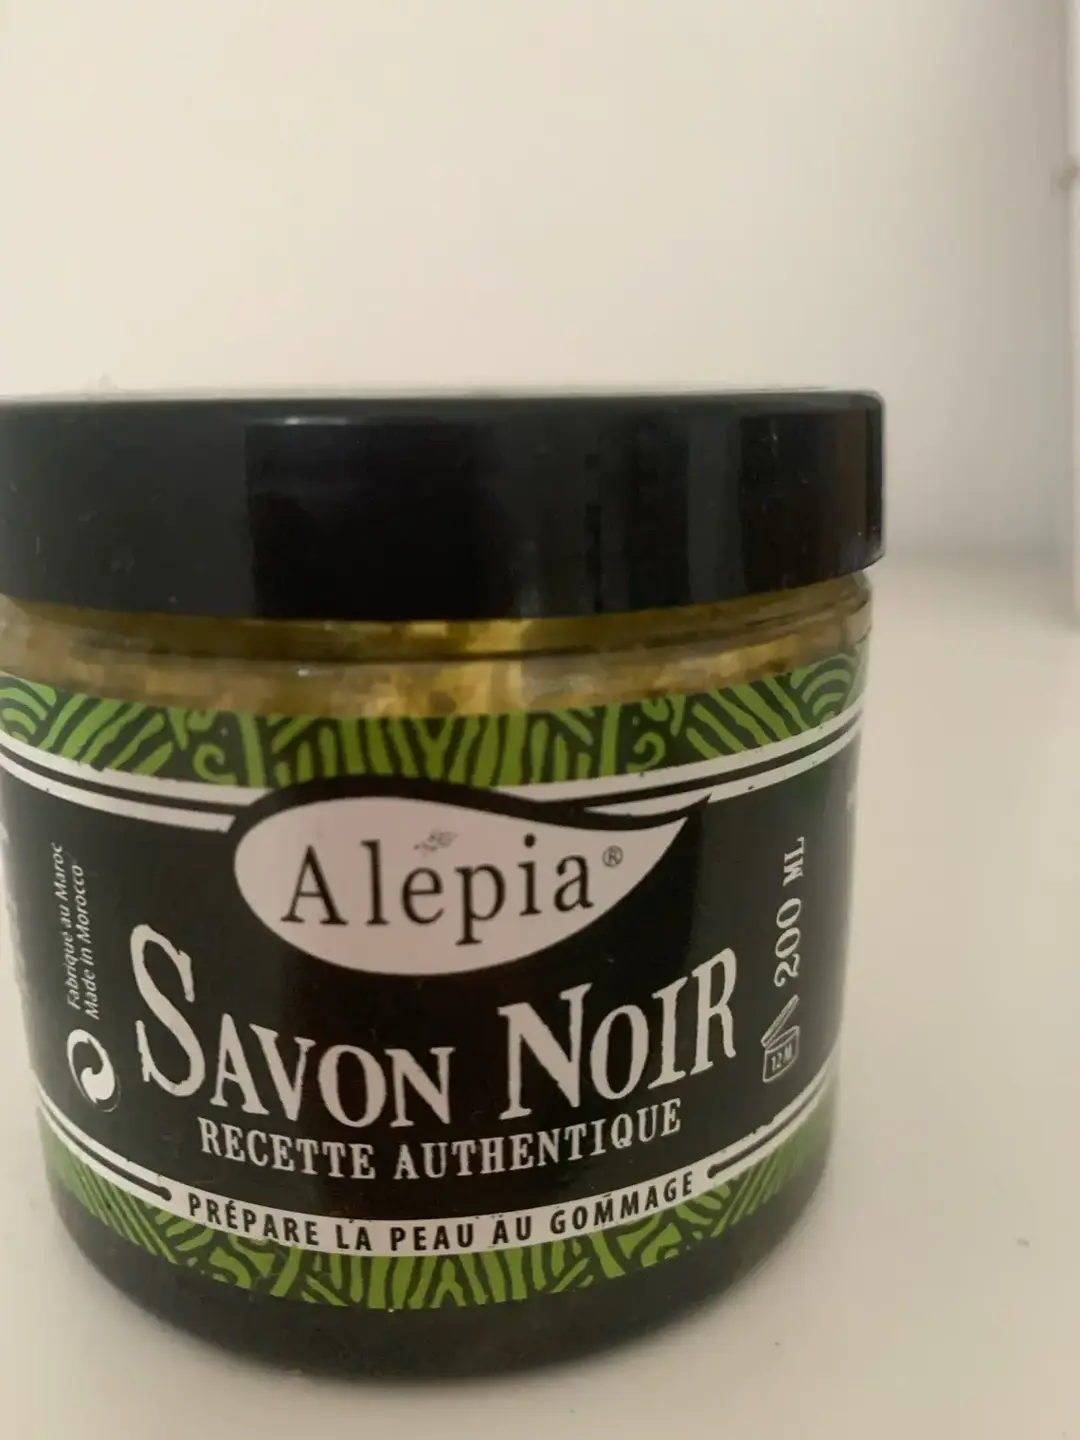 Alepia®
Fabriqué au Maroc
Made in Morocco
SAVON NOIR
RECETTE AUTHENTIQUE
PRÉPARE LA PEAU AU GOMMAGE
200 ML
12M